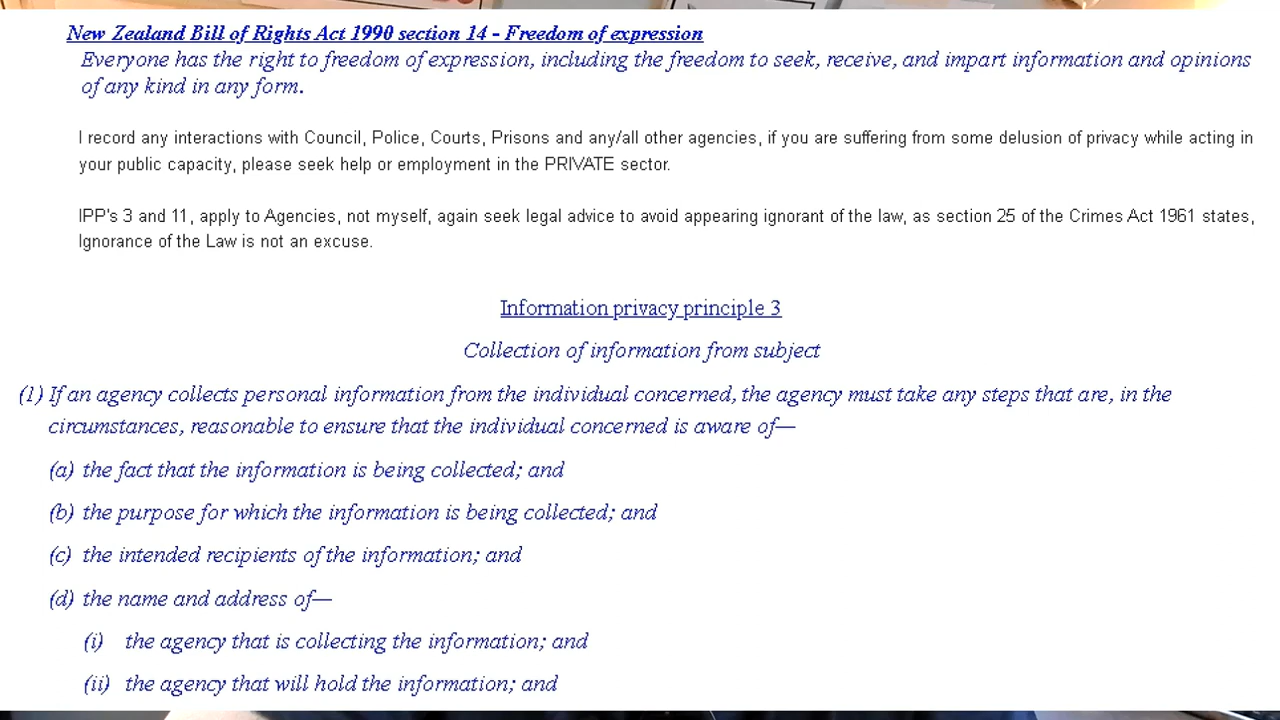 New Zealand Bill of Rights Act 1990 section 14 - Freedom of expression
Everyone has the right to freedom of expression, including the freedom to seek, receive, and impart information and opinions
of any kind in any form.
I record any interactions with Council, Police, Courts, Prisons and any/all other agencies, if you are suffering from some delusion of privacy while acting in
your public capacity, please seek help or employment in the PRIVATE sector.
IPP's 3 and 11, apply to Agencies, not myself, again seek legal advice to avoid appearing ignorant of the law, as section 25 of the Crimes Act 1961 states,
Ignorance of the Law is not an excuse.
Information privacy principle 3
Collection of information from subject
(1) If an agency collects personal information from the individual concerned, the agency must take any steps that are, in the
circumstances, reasonable to ensure that the individual concerned is aware of—
(a) the fact that the information is being collected; and
(b) the purpose for which the information is being collected; and
(c) the intended recipients of the information; and
(d) the name and address of—
(i) the agency that is collecting the information; and
(ii) the agency that will hold the information; and